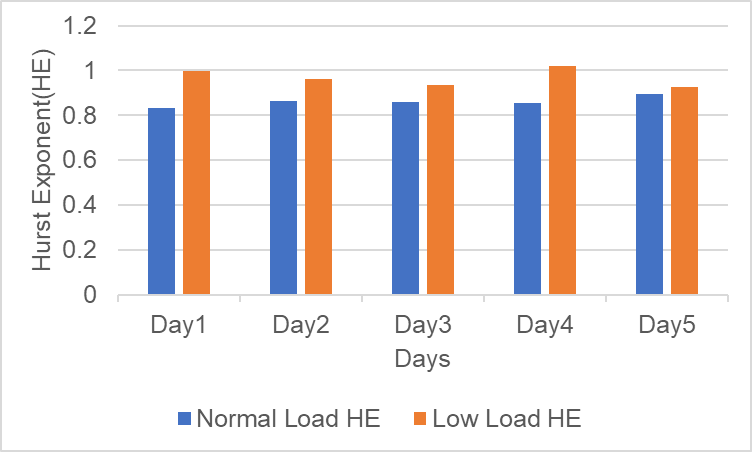 Hurst Exponent(HE)
1.2
1
0.8
0.6
0.4
0.2
0
Day1 Day2 Day3 Day4 Day5
Days
Normal Load HE Low Load HE